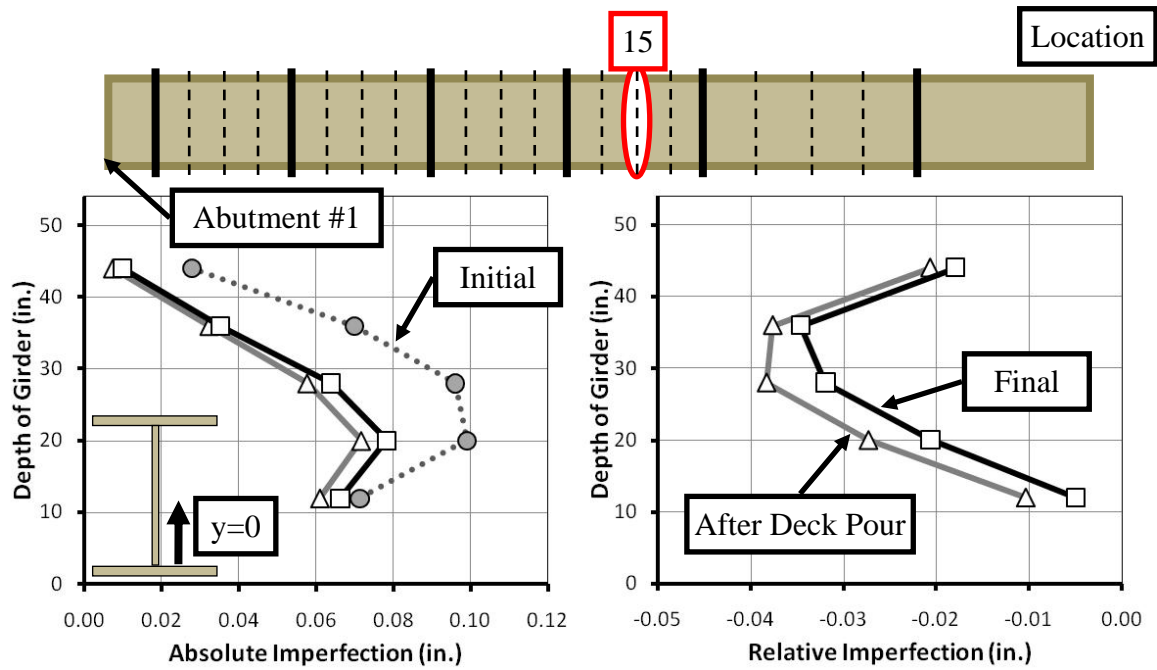 15
Location
Abutment #1
Initial
y=0
Depth of Girder (in.)
50
40
30
20
10
0
0.00 0.02 0.04 0.06 0.08 0.10 0.12
Absolute Imperfection (in.)
Final
After Deck Pour
Depth of Girder (in.)
50
40
30
20
10
0
-0.05 -0.04 -0.03 -0.02 -0.01 0.00
Relative Imperfection (in.)